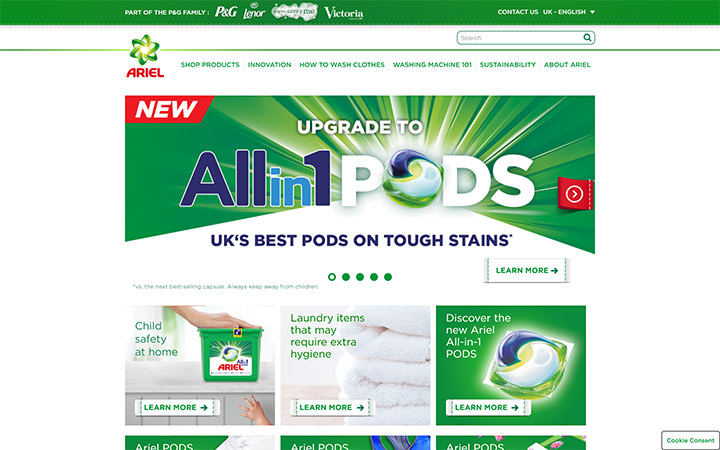 PART OF THE P&G FAMILY : P&G Lenor Victoria
CONTACT US UK - ENGLISH
Search
ARIEL
SHOP PRODUCTS INNOVATION HOW TO WASH CLOTHES WASHING MACHINE 101 SUSTAINABILITY ABOUT ARIEL
NEW
UPGRADE TO
All in 1 PODS
UK'S BEST PODS ON TOUGH STAINS*
LEARN MORE
*vs. the next best-selling capsule. Always keep away from children.
Child
safety
at home
All in 1
ARIEL
LEARN MORE
Laundry items
that may
require extra
hygiene
LEARN MORE
Discover the
new Ariel
All-in-1
PODS
LEARN MORE
Ariel PODS
Ariel PODS
Ariel PODS
Cookie Consent